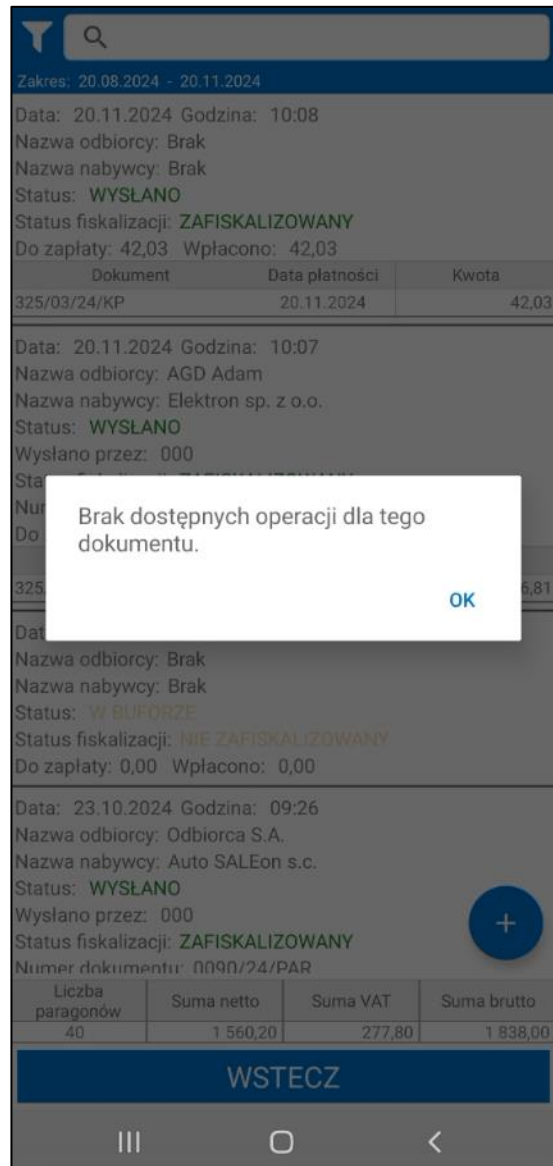 Zakres: 20.08.2024 - 20.11.2024
Data: 20.11.2024 Godzina: 10:08
Nazwa odbiorcy: Brak
Nazwa nabywcy: Brak
Status: WYSŁANO
Status fiskalizacji: ZAFISKALIZOWANY
Do zapłaty: 42,03 Wpłacono: 42,03
Dokument Data płatności Kwota
325/03/24/KP 20.11.2024 42,03
Data: 20.11.2024 Godzina: 10:07
Nazwa odbiorcy: AGD Adam
Nazwa nabywcy: Elektron sp. z o.o.
Status: WYSŁANO
Wysłano przez: 000
Brak dostępnych operacji dla tego
dokumentu.
OK
Nazwa odbiorcy: Brak
Nazwa nabywcy: Brak
Status: W BUFORZE
Status fiskalizacji: NIE ZAFISKALIZOWANY
Do zapłaty: 0,00 Wpłacono: 0,00
Data: 23.10.2024 Godzina: 09:26
Nazwa odbiorcy: Odbiorca S.A.
Nazwa nabywcy: Auto SALEon s.c.
Status: WYSŁANO
Wysłano przez: 000
Status fiskalizacji: ZAFISKALIZOWANY
Numer dokumentu: 0090/24/PAR
Liczba paragonów Suma netto Suma VAT Suma brutto
40 1 560,20 277,80 1 838,00
WSTECZ